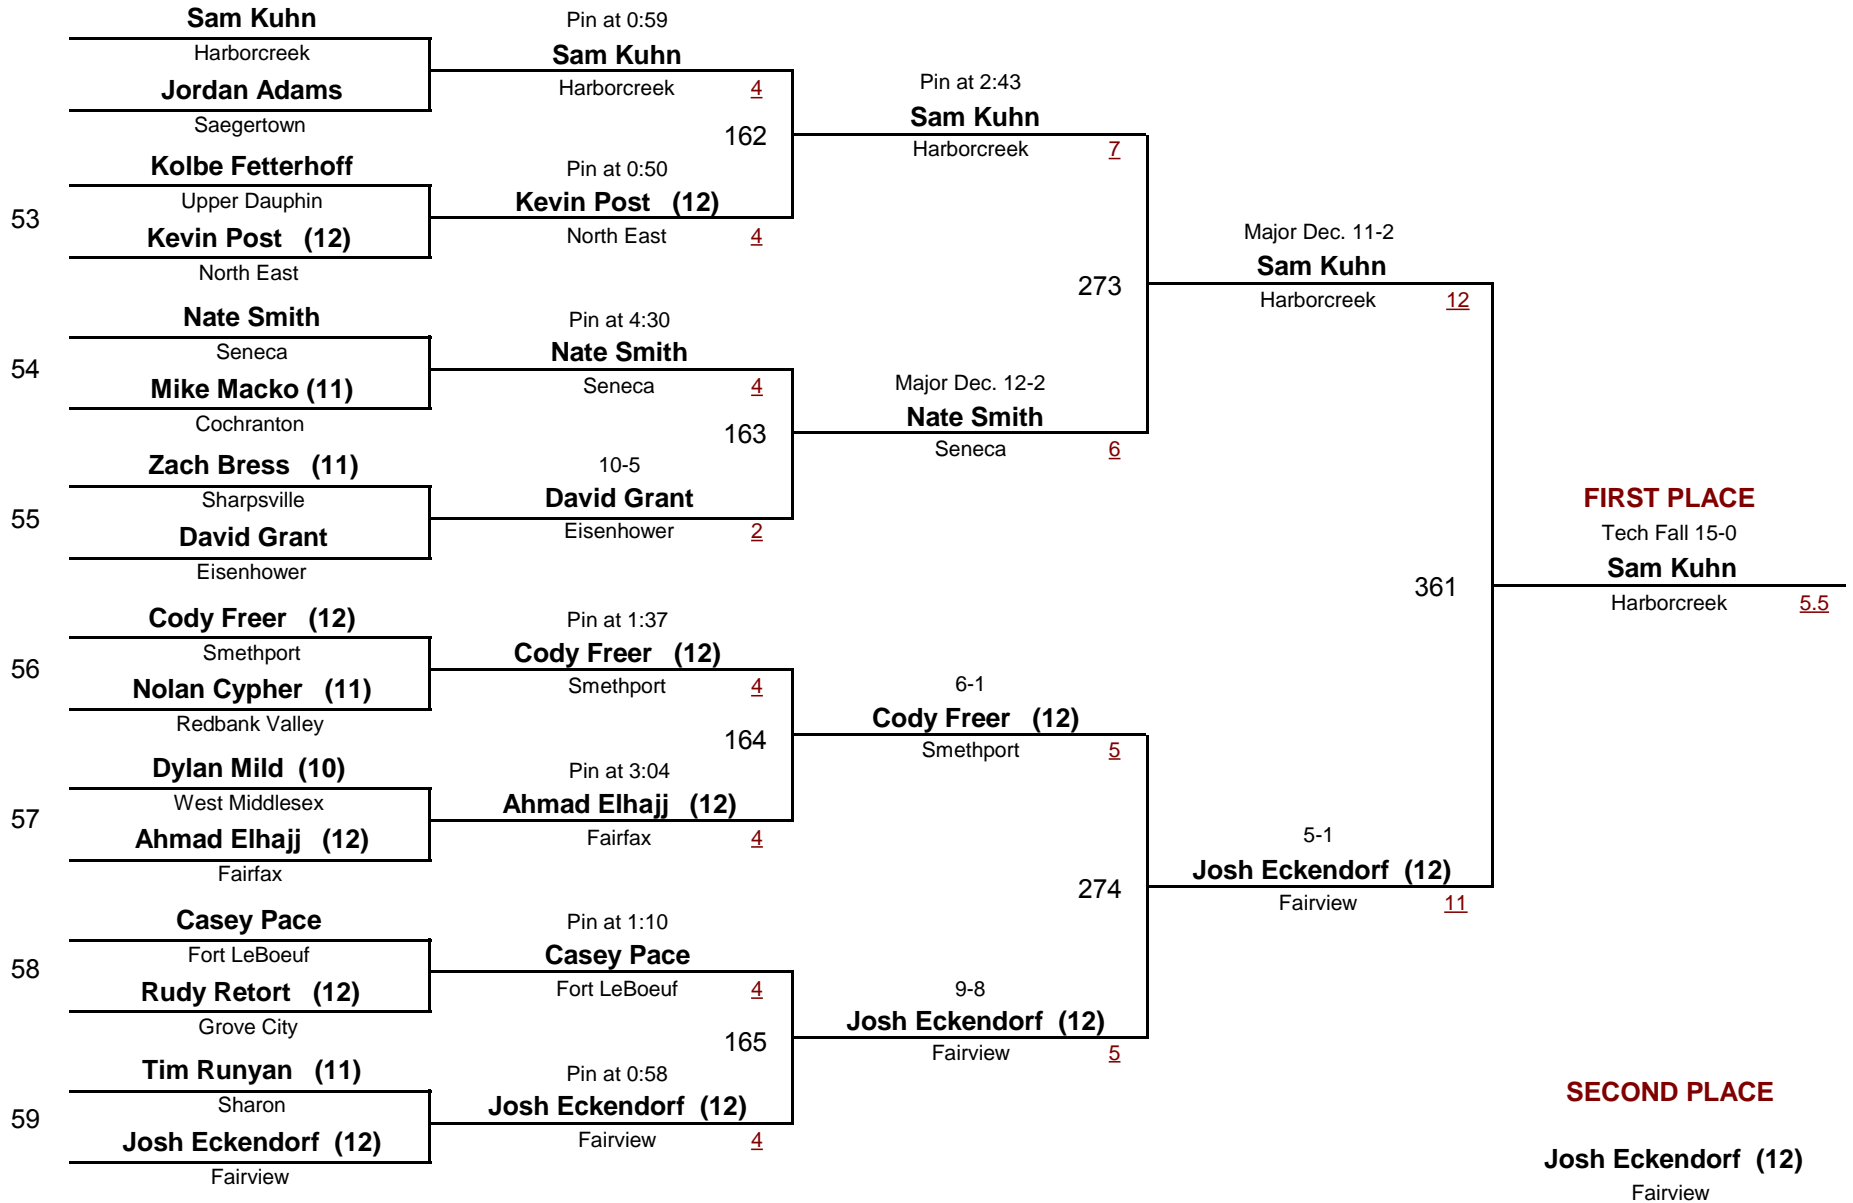 Sam Kuhn
Harborcreek
Jordan Adams
Saegertown
53
Kolbe Fetterhoff
Upper Dauphin
Kevin Post (12)
North East
54
Nate Smith
Seneca
Mike Macko (11)
Cochranton
55
Zach Bress (11)
Sharpsville
David Grant
Eisenhower
56
Cody Freer (12)
Smethport
Nolan Cypher (11)
Redbank Valley
57
Dylan Mild (10)
West Middlesex
Ahmad Elhajj (12)
Fairfax
58
Casey Pace
Fort LeBoeuf
Rudy Retort (12)
Grove City
59
Tim Runyan (11)
Sharon
Josh Eckendorf (12)
Fairview
Pin at 0:59
Sam Kuhn
Harborcreek 4
162
Pin at 0:50
Kevin Post (12)
North East 4
Pin at 4:30
Nate Smith
Seneca 4
163
10-5
David Grant
Eisenhower 2
Pin at 1:37
Cody Freer (12)
Smethport 4
164
Pin at 3:04
Ahmad Elhajj (12)
Fairfax 4
Pin at 1:10
Casey Pace
Fort LeBoeuf 4
165
Pin at 0:58
Josh Eckendorf (12)
Fairview 4
Pin at 2:43
Sam Kuhn
Harborcreek 7
273
Major Dec. 12-2
Nate Smith
Seneca 6
6-1
Cody Freer (12)
Smethport 5
274
9-8
Josh Eckendorf (12)
Fairview 5
Major Dec. 11-2
Sam Kuhn
Harborcreek 12
361
5-1
Josh Eckendorf (12)
Fairview 11
FIRST PLACE
Tech Fall 15-0
Sam Kuhn
Harborcreek 5.5
SECOND PLACE
Josh Eckendorf (12)
Fairview